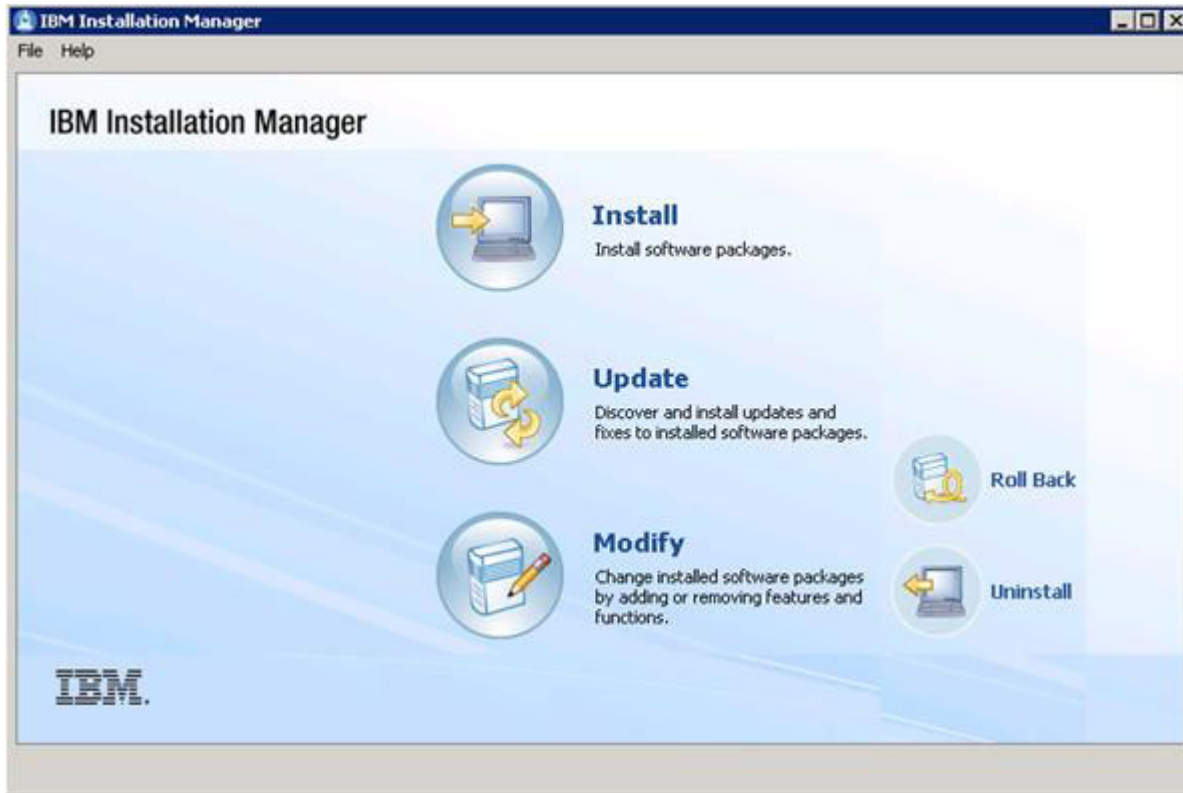 IBM Installation Manager
File Help
IBM Installation Manager
Install
Install software packages.
Update
Discover and install updates and
fixes to installed software packages.
Roll Back
Modify
Change installed software packages
by adding or removing features and
functions.
Uninstall
IBM.